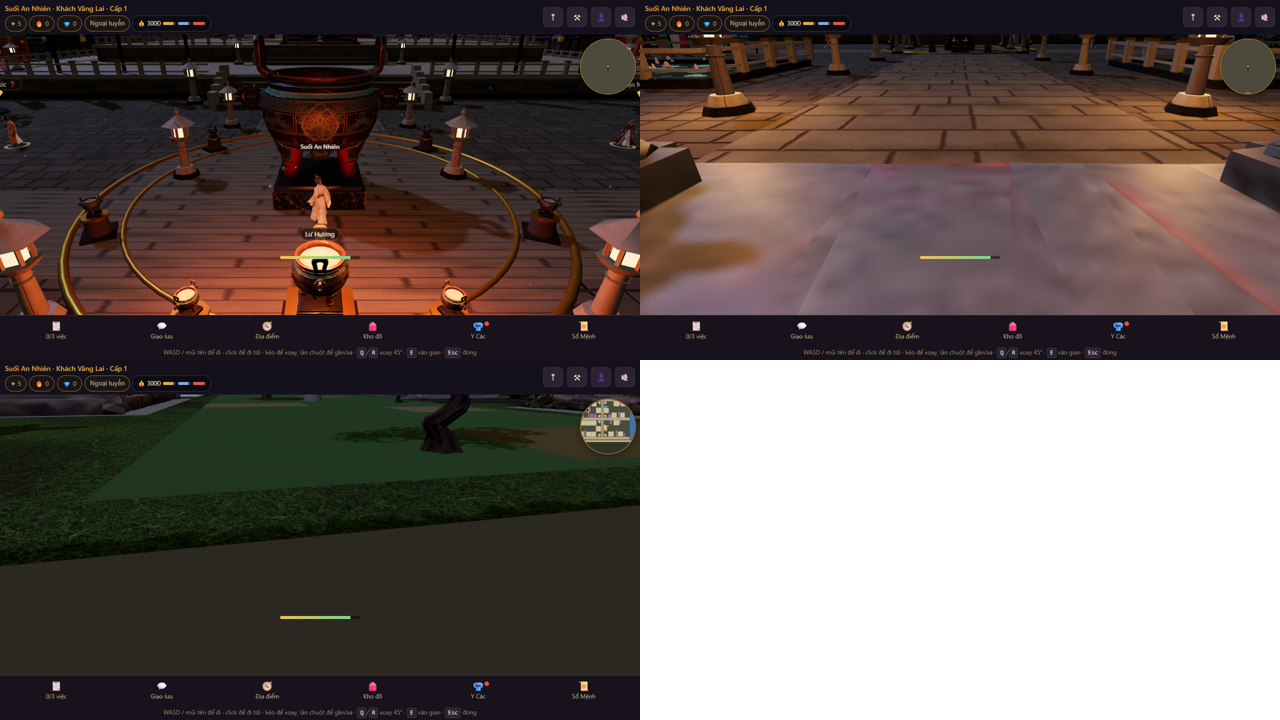 Suối An Nhiên · Khách Vãng Lai · Cấp 1
5
0
0
Ngoại tuyến
300Đ
Suối An Nhiên
Lư Hương
0/3 việc
Giao lưu
Địa điểm
Kho đồ
Y Các
Sổ Mệnh
WASD / mũi tên để đi · click để đi tới · kéo để xoay, lăn chuột để gần/xa · Q / R xoay 45° · E vào gian · Esc đóng
Suối An Nhiên · Khách Vãng Lai · Cấp 1
5
0
0
Ngoại tuyến
300Đ
0/3 việc
Giao lưu
Địa điểm
Kho đồ
Y Các
Sổ Mệnh
WASD / mũi tên để đi · click để đi tới · kéo để xoay, lăn chuột để gần/xa · Q / R xoay 45° · E vào gian · Esc đóng
Suối An Nhiên · Khách Vãng Lai · Cấp 1
5
0
0
Ngoại tuyến
300Đ
0/3 việc
Giao lưu
Địa điểm
Kho đồ
Y Các
Sổ Mệnh
WASD / mũi tên để đi · click để đi tới · kéo để xoay, lăn chuột để gần/xa · Q / R xoay 45° · E vào gian · Esc đóng